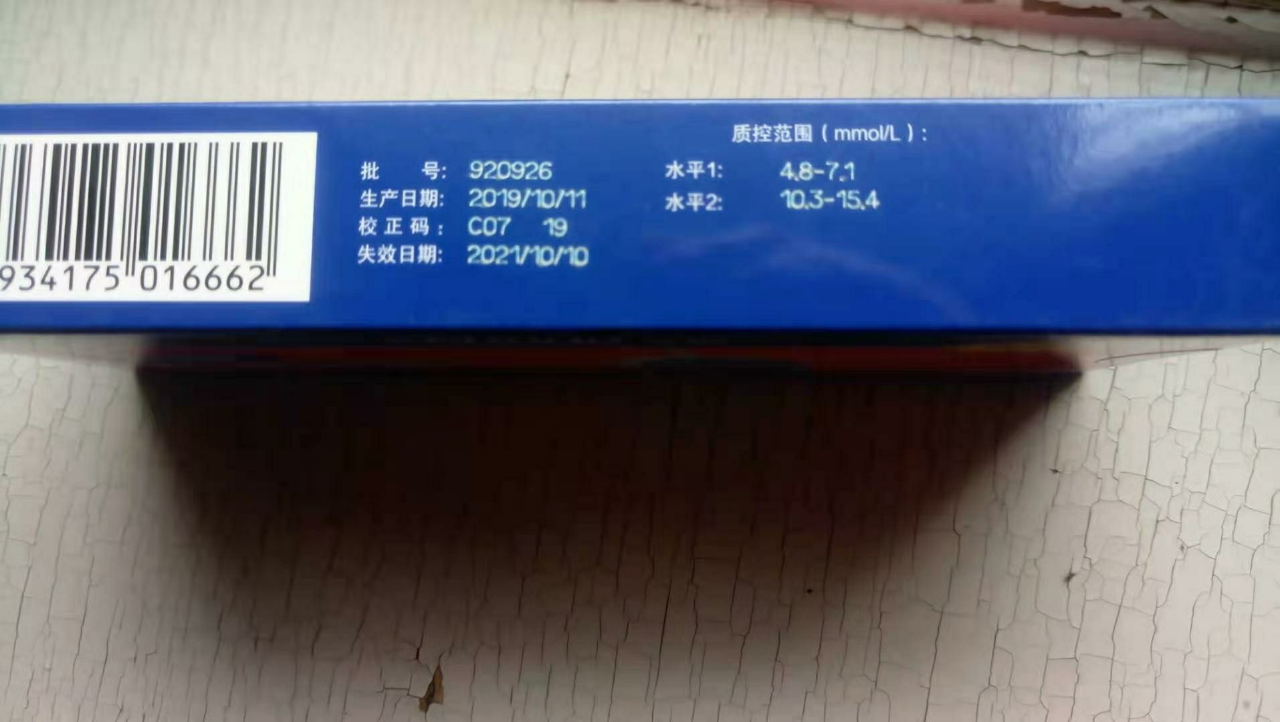 质控范围（mmol/L）:
批 号: 920926 水平1: 4.8-7.1
生产日期: 2019/10/11 水平2: 10.3-15.4
校 正 码: C07 19
失效日期: 2021/10/10
934175 016662